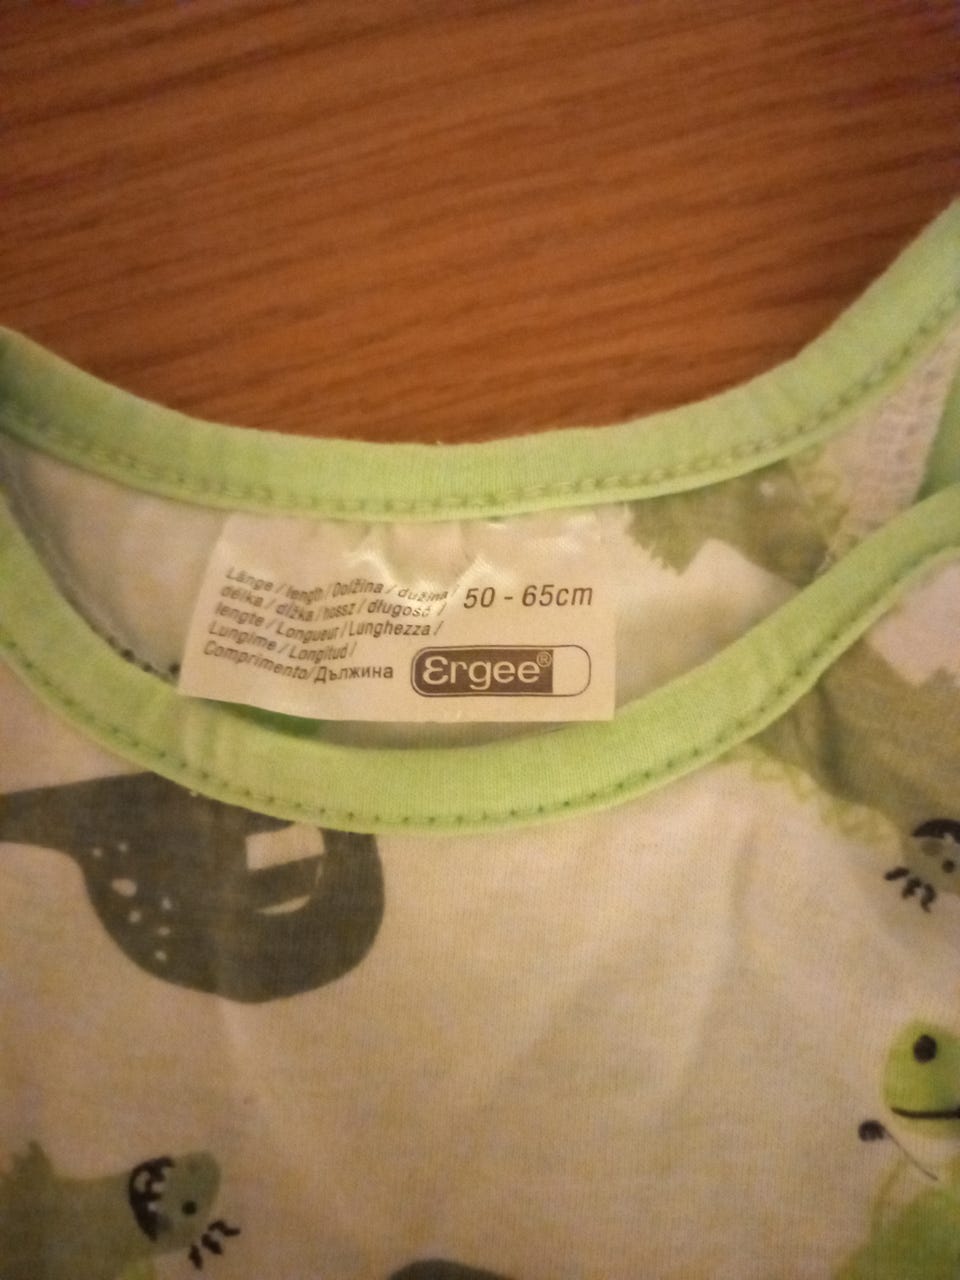 Länge / length / Dolžina / dužina /
délka / dĺžka / hossz / długość /
lengte / Longueur / Lunghezza /
Lungime / Longitud /
Comprimento/Дължина
50 - 65cm
Ergee®